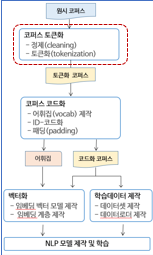 원시 코퍼스
코퍼스 토큰화
- 정제(cleaning)
- 토큰화(tokenization)
토큰화 코퍼스
코퍼스 코드화
- 어휘집(vocab) 제작
- ID-코드화
- 패딩(padding)
어휘집
코드화 코퍼스
벡터화
- 임베딩 벡터 모델 제작
- 임베딩 계층 제작
학습데이터 제작
- 데이터셋 제작
- 데이터로더 제작
NLP 모델 제작 및 학습